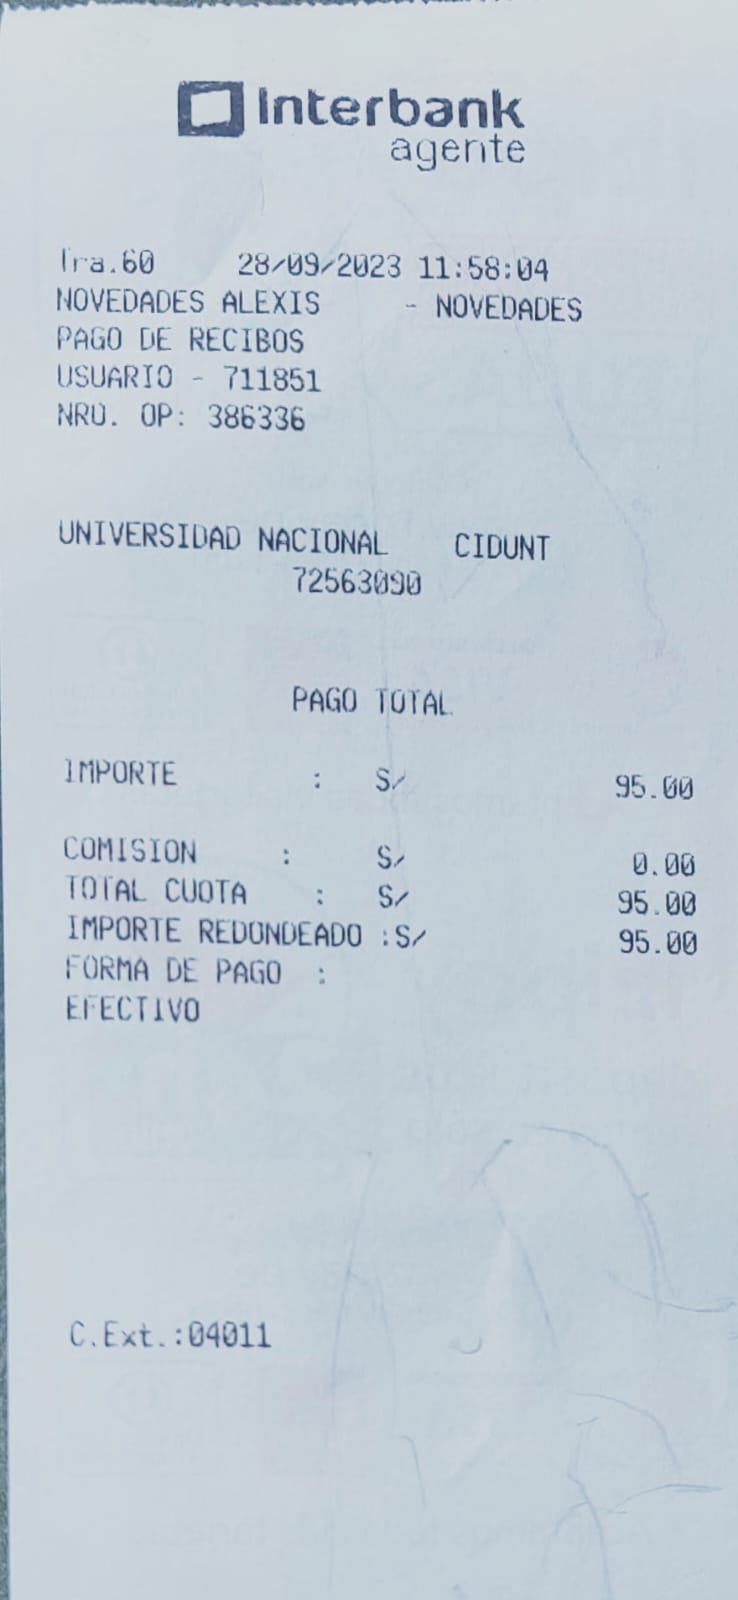 Interbank
agente
Tra.60 28/09/2023 11:58:04
NOVEDADES ALEXIS - NOVEDADES
PAGO DE RECIBOS
USUARIO - 711851
NRO. OP: 386336
UNIVERSIDAD NACIONAL CIDUNT
72563090
PAGO TOTAL
IMPORTE : S/ 95.00
COMISION : S/ 0.00
TOTAL CUOTA : S/ 95.00
IMPORTE REDONDEADO :S/ 95.00
FORMA DE PAGO :
EFECTIVO
C.Ext.:04011